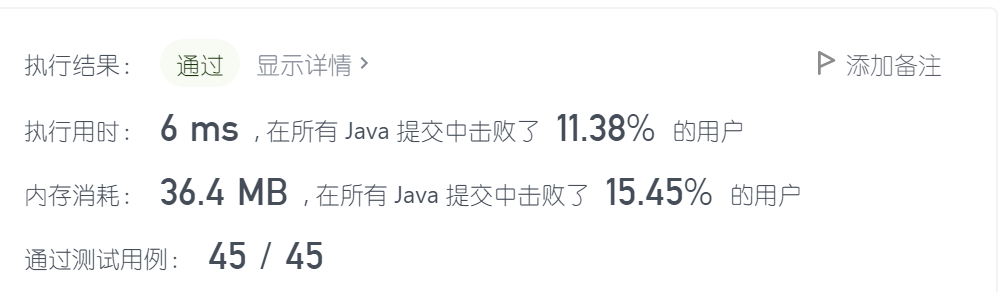 执行结果： 通过 显示详情 > 添加备注
执行用时： 6 ms , 在所有 Java 提交中击败了 11.38% 的用户
内存消耗： 36.4 MB , 在所有 Java 提交中击败了 15.45% 的用户
通过测试用例： 45 / 45